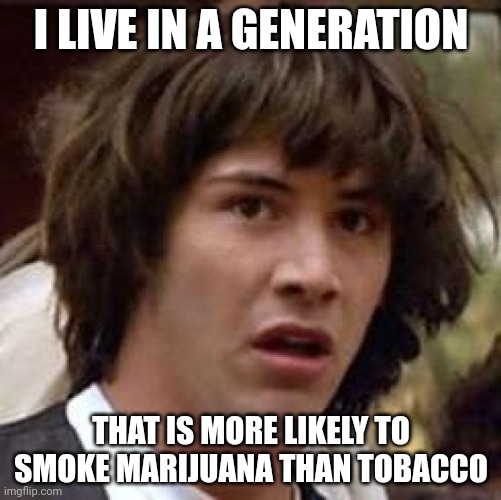 I LIVE IN A GENERATION
THAT IS MORE LIKELY TO
SMOKE MARIJUANA THAN TOBACCO
imgflip.com